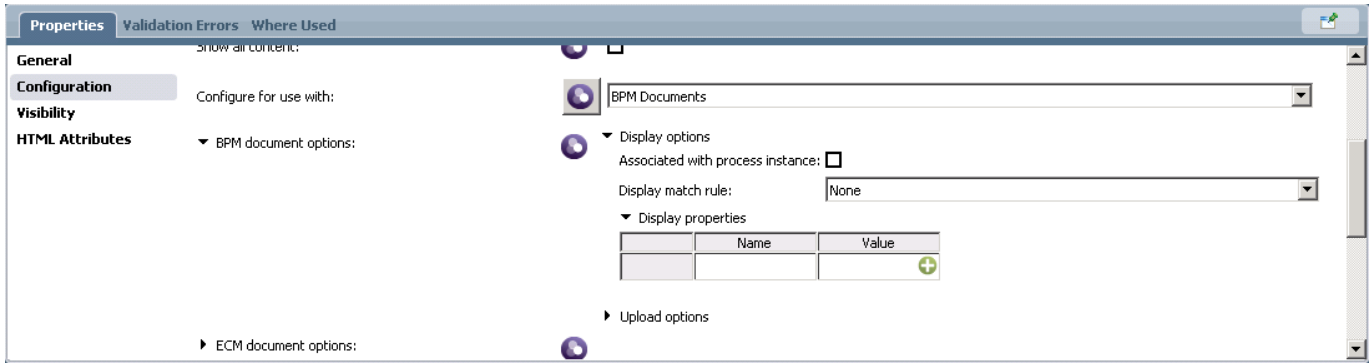 Properties Validation Errors Where Used
General
Show all content:
Configuration
Configure for use with: BPM Documents
Visibility
HTML Attributes
BPM document options: Display options
Associated with process instance:
Display match rule: None
Display properties
Name Value
Upload options
ECM document options: